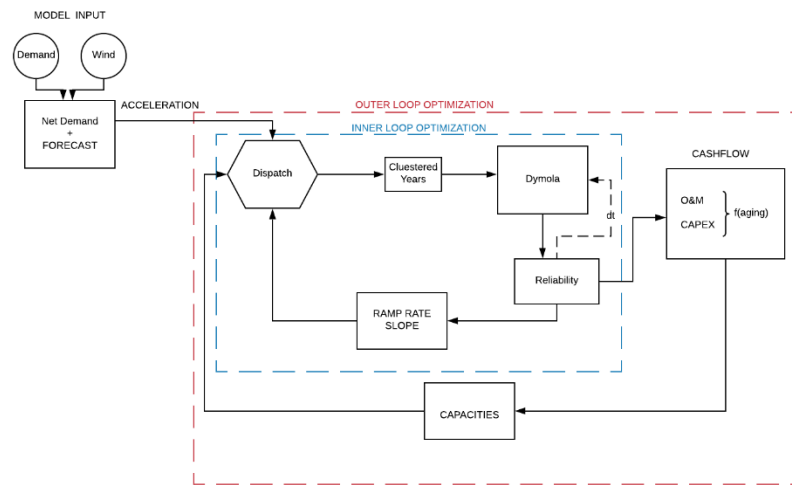 MODEL INPUT
Demand
Wind
Net Demand
+
FORECAST
ACCELERATION
OUTER LOOP OPTIMIZATION
INNER LOOP OPTIMIZATION
Dispatch
Cluestered
Years
Dymola
dt
Reliability
RAMP RATE
SLOPE
CASHFLOW
O&M
CAPEX
f(aging)
CAPACITIES